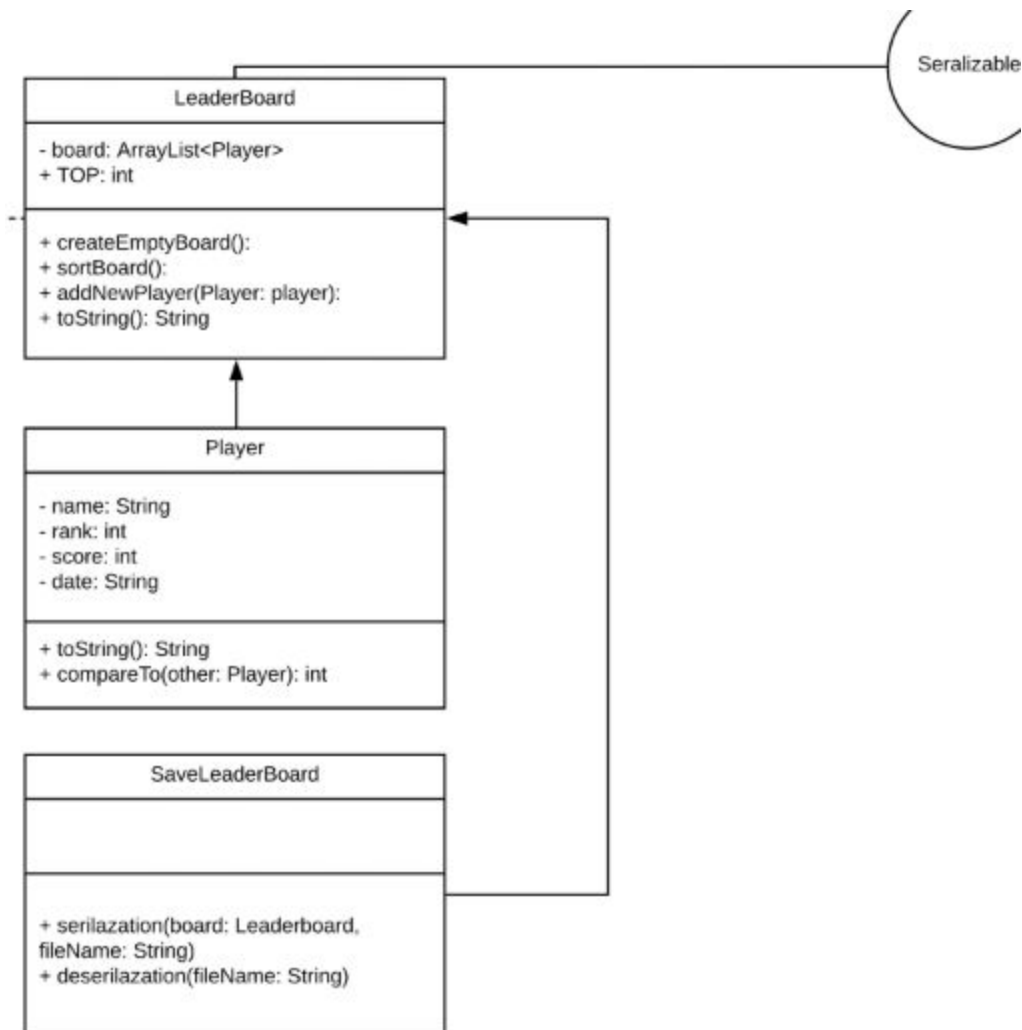 Seralizable
LeaderBoard
- board: ArrayList<Player>
+ TOP: int
+ createEmptyBoard():
+ sortBoard():
+ addNewPlayer(Player: player):
+ toString(): String
Player
- name: String
- rank: int
- score: int
- date: String
+ toString(): String
+ compareTo(other: Player): int
SaveLeaderBoard
+ serilazation(board: Leaderboard,
fileName: String)
+ deserilazation(fileName: String)